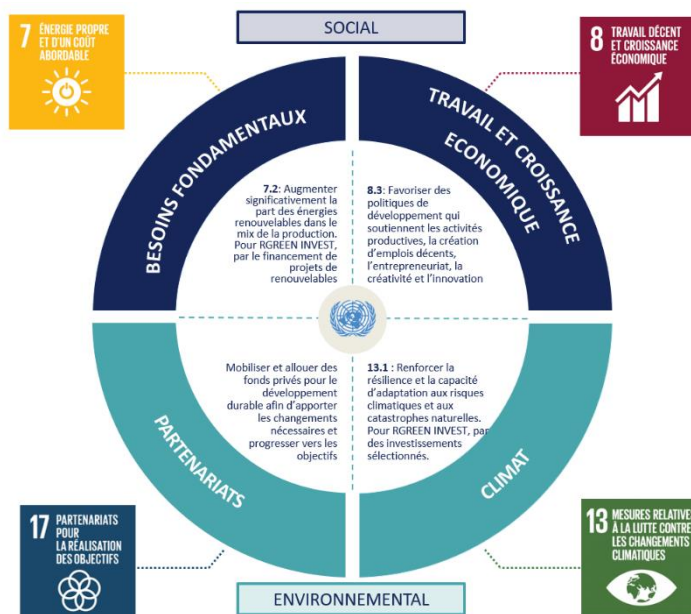 SOCIAL
7 ÉNERGIE PROPRE
ET D'UN COÛT
ABORDABLE
8 TRAVAIL DÉCENT
ET CROISSANCE
ÉCONOMIQUE
BESOINS FONDAMENTAUX
TRAVAIL ET CROISSANCE
ECONOMIQUE
7.2: Augmenter
significativement la
part des énergies
renouvelables dans le
mix de la production.
Pour RGREEN INVEST,
par le financement de
projets de
renouvelables
8.3: Favoriser des
politiques de
développement qui
soutiennent les activités
productives, la création
d'emplois décents,
l'entrepreneuriat, la
créativité et l'innovation
Mobiliser et allouer des
fonds privés pour le
développement
durable afin d'apporter
les changements
nécessaires et
progresser vers les
objectifs
13.1 : Renforcer la
résilience et la capacité
d'adaptation aux risques
climatiques et aux
catastrophes naturelles.
Pour RGREEN INVEST, par
des investissements
sélectionnés.
PARTENARIATS
CLIMAT
17 PARTENARIATS
POUR
LA RÉALISATION
DES OBJECTIFS
13 MESURES RELATIVES
À LA LUTTE CONTRE
LES CHANGEMENTS
CLIMATIQUES
ENVIRONNEMENTAL